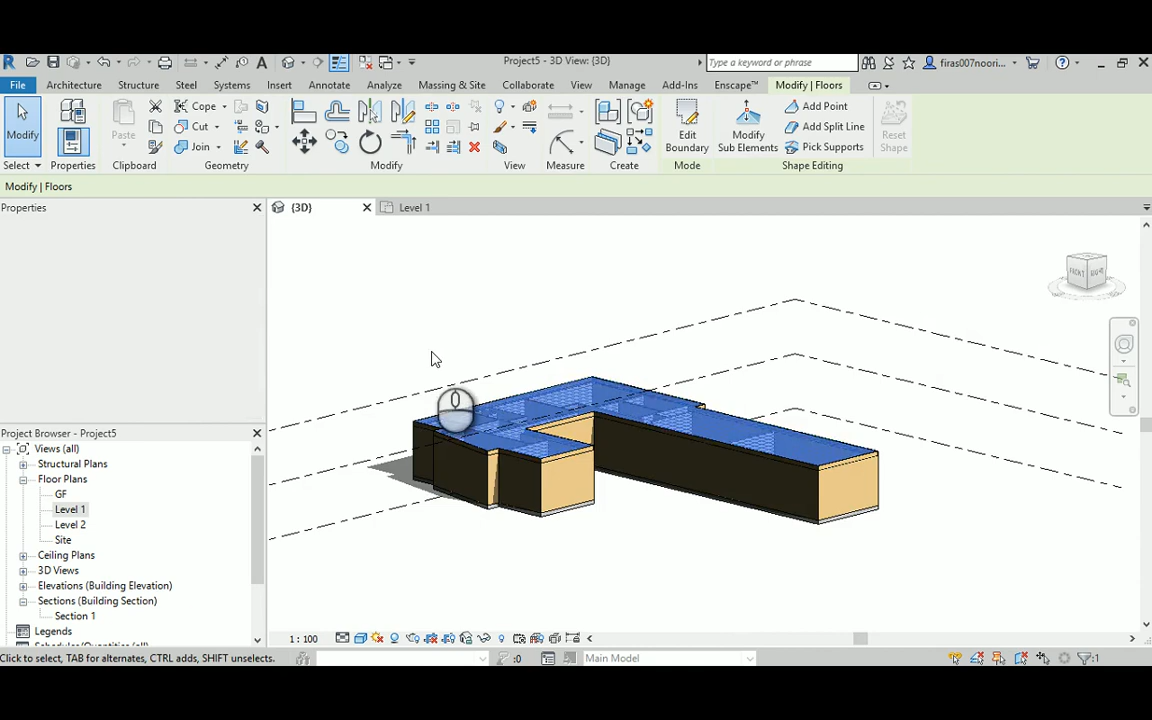 Project5 - 3D View: {3D}
Type a keyword or phrase
firas007noori...
File
Architecture
Structure
Steel
Systems
Insert
Annotate
Analyze
Massing & Site
Collaborate
View
Manage
Add-Ins
Enscape™
Modify | Floors
Modify
Select
Properties
Paste
Clipboard
Cope
Cut
Join
Geometry
Modify
View
Measure
Create
Edit
Boundary
Mode
Modify
Sub Elements
Add Point
Add Split Line
Pick Supports
Shape Editing
Reset
Shape
Modify | Floors
Properties
{3D}
Level 1
FRONT
RIGHT
Project Browser - Project5
Views (all)
Structural Plans
Floor Plans
GF
Level 1
Level 2
Site
Ceiling Plans
3D Views
Elevations (Building Elevation)
Sections (Building Section)
Section 1
Legends
1 : 100
Click to select, TAB for alternates, CTRL adds, SHIFT unselects.
:0
Main Model
:1